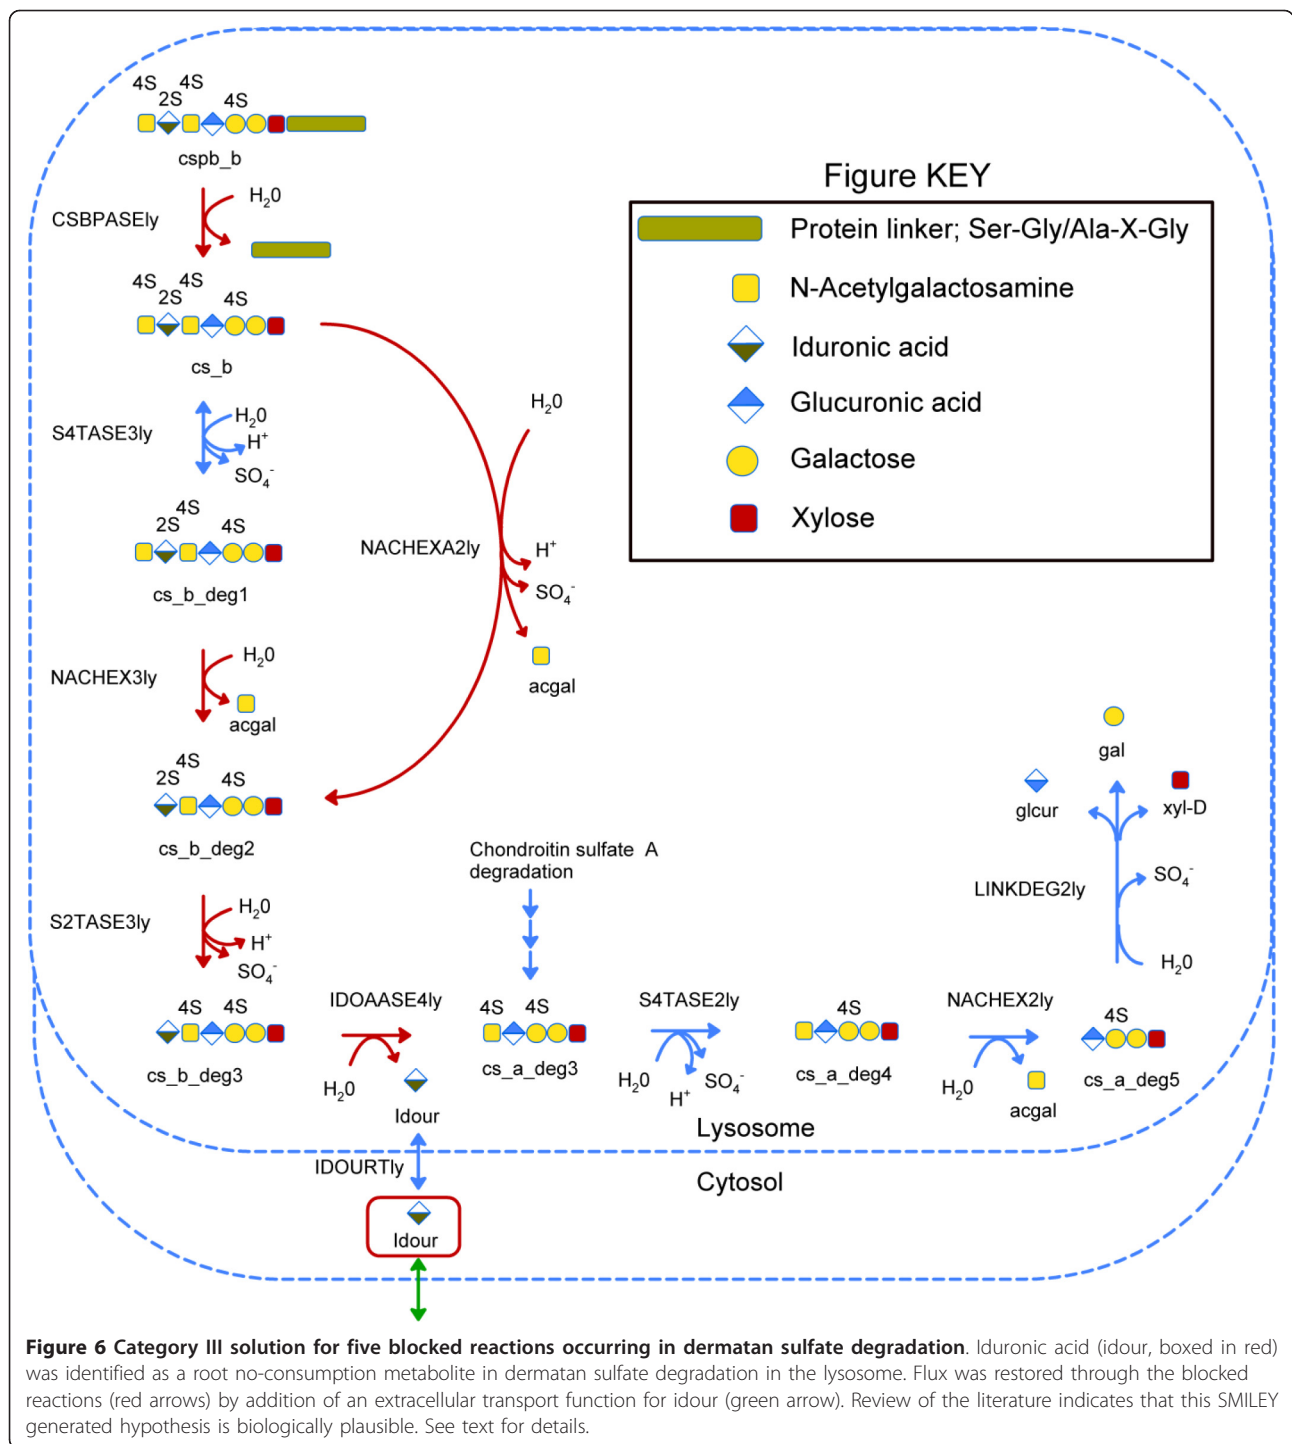 4S
4S
2S
4S
cspb_b
CSBPASEly
H20
4S
4S
2S
4S
cs_b
S4TASE3ly
H20
H+
SO4-
4S
2S
4S
cs_b_deg1
NACHEXA2ly
H20
H+
SO4-
acgal
NACHEX3ly
H20
acgal
4S
2S
4S
cs_b_deg2
S2TASE3ly
H20
H+
SO4-
4S
4S
cs_b_deg3
IDOAASE4ly
H20
Idour
IDOURTly
Idour
Chondroitin sulfate A
degradation
4S
4S
cs_a_deg3
S4TASE2ly
H20
H+
SO4-
4S
cs_a_deg4
NACHEX2ly
H20
acgal
4S
cs_a_deg5
LINKDEG2ly
H20
SO4-
glcur
gal
xyl-D
Lysosome
Cytosol
Figure KEY
Protein linker; Ser-Gly/Ala-X-Gly
N-Acetylgalactosamine
Iduronic acid
Glucuronic acid
Galactose
Xylose
Figure 6 Category III solution for five blocked reactions occurring in dermatan sulfate degradation. Iduronic acid (idour, boxed in red)
was identified as a root no-consumption metabolite in dermatan sulfate degradation in the lysosome. Flux was restored through the blocked
reactions (red arrows) by addition of an extracellular transport function for idour (green arrow). Review of the literature indicates that this SMILEY
generated hypothesis is biologically plausible. See text for details.